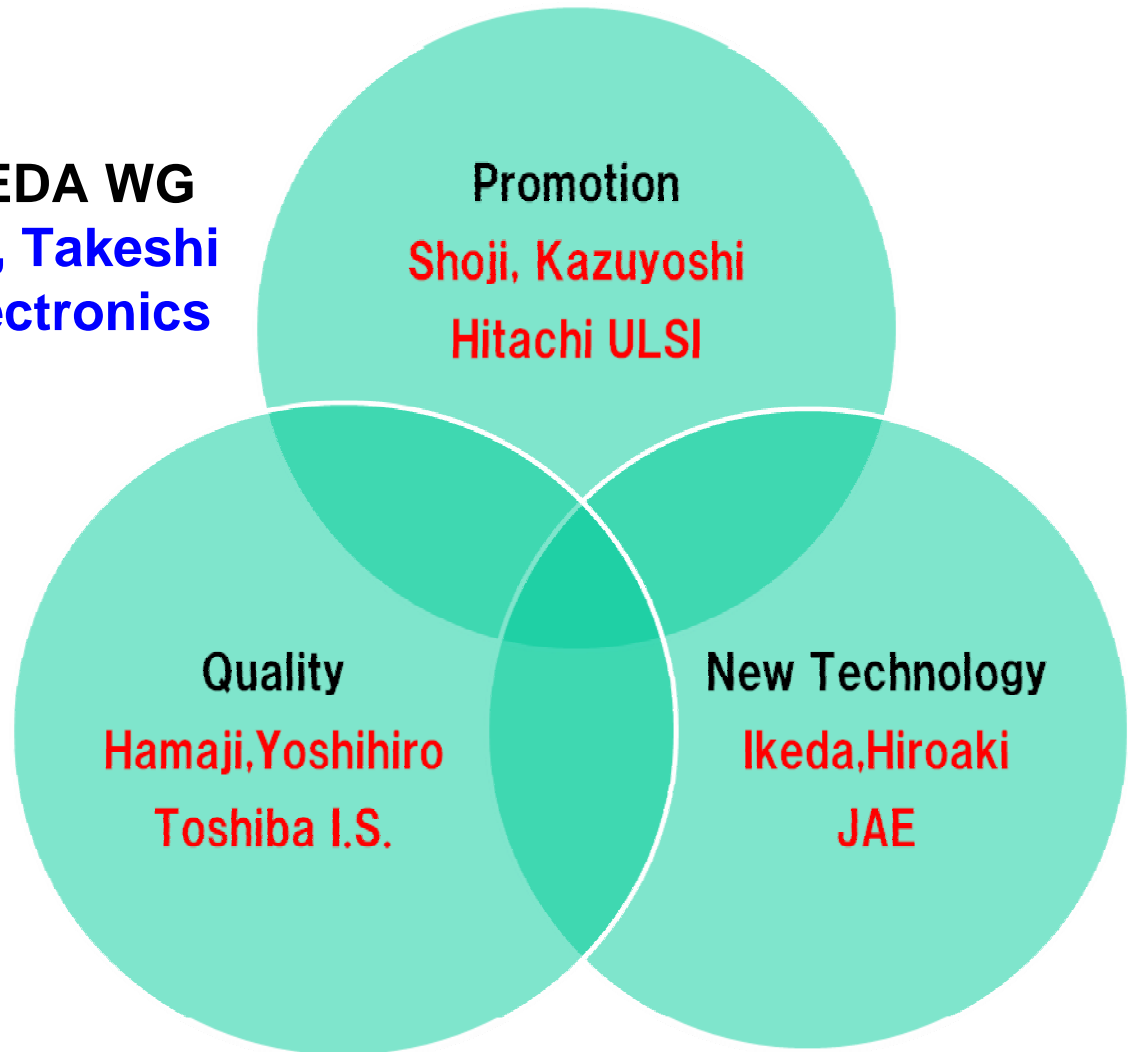 EDA WG
, Takeshi
ectronics
Promotion
Shoji, Kazuyoshi
Hitachi ULSI
Quality
Hamaji,Yoshihiro
Toshiba I.S.
New Technology
Ikeda,Hiroaki
JAE